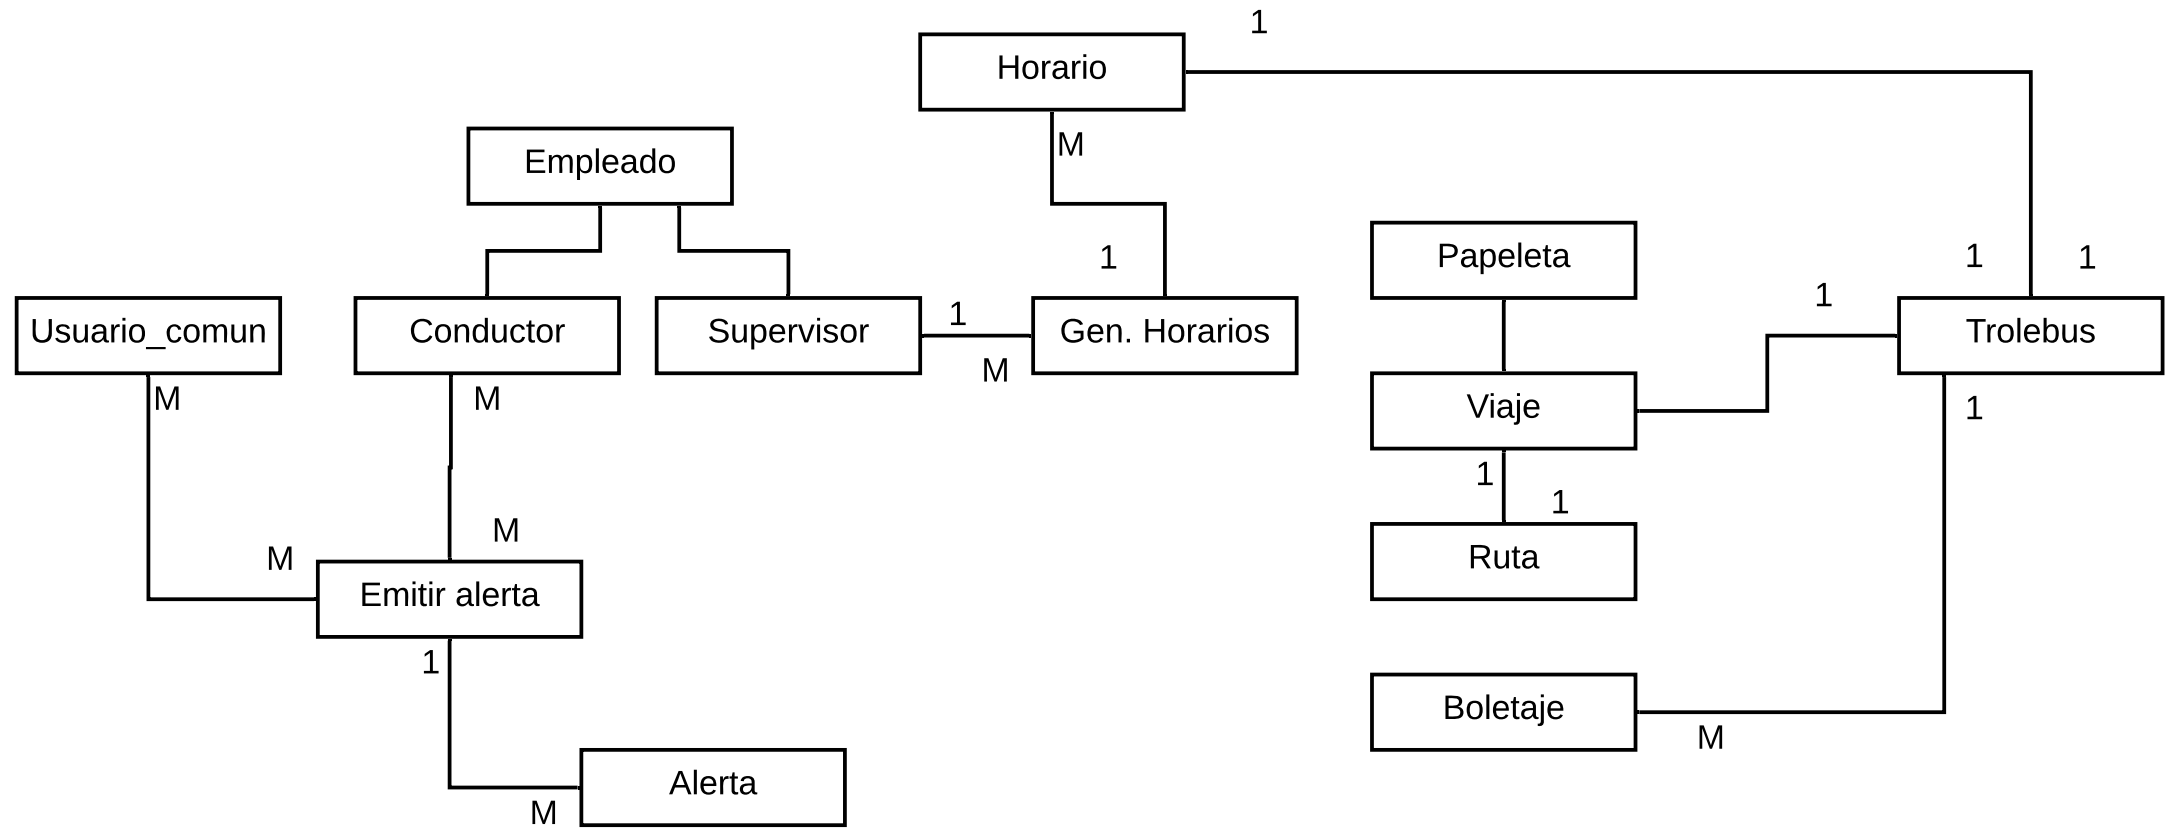 1
Horario
M
Empleado
Papeleta
1
1
1
1
1
Usuario_comun
Conductor
Supervisor
Gen. Horarios
Trolebus
M
M
M
Viaje
1
1
1
M
M
Ruta
Emitir alerta
1
Boletaje
M
Alerta
M